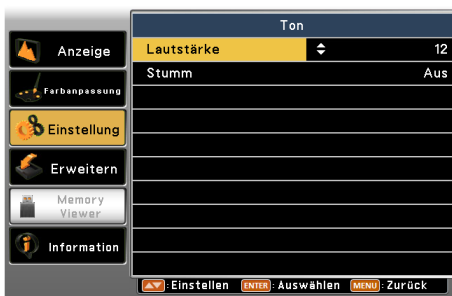 Ton
Anzeige
Farbanpassung
Einstellung
Erweitern
Memory
Viewer
Information
Lautstärke 12
Stumm Aus
:Einstellen ENTER:Auswählen MENU:Zurück